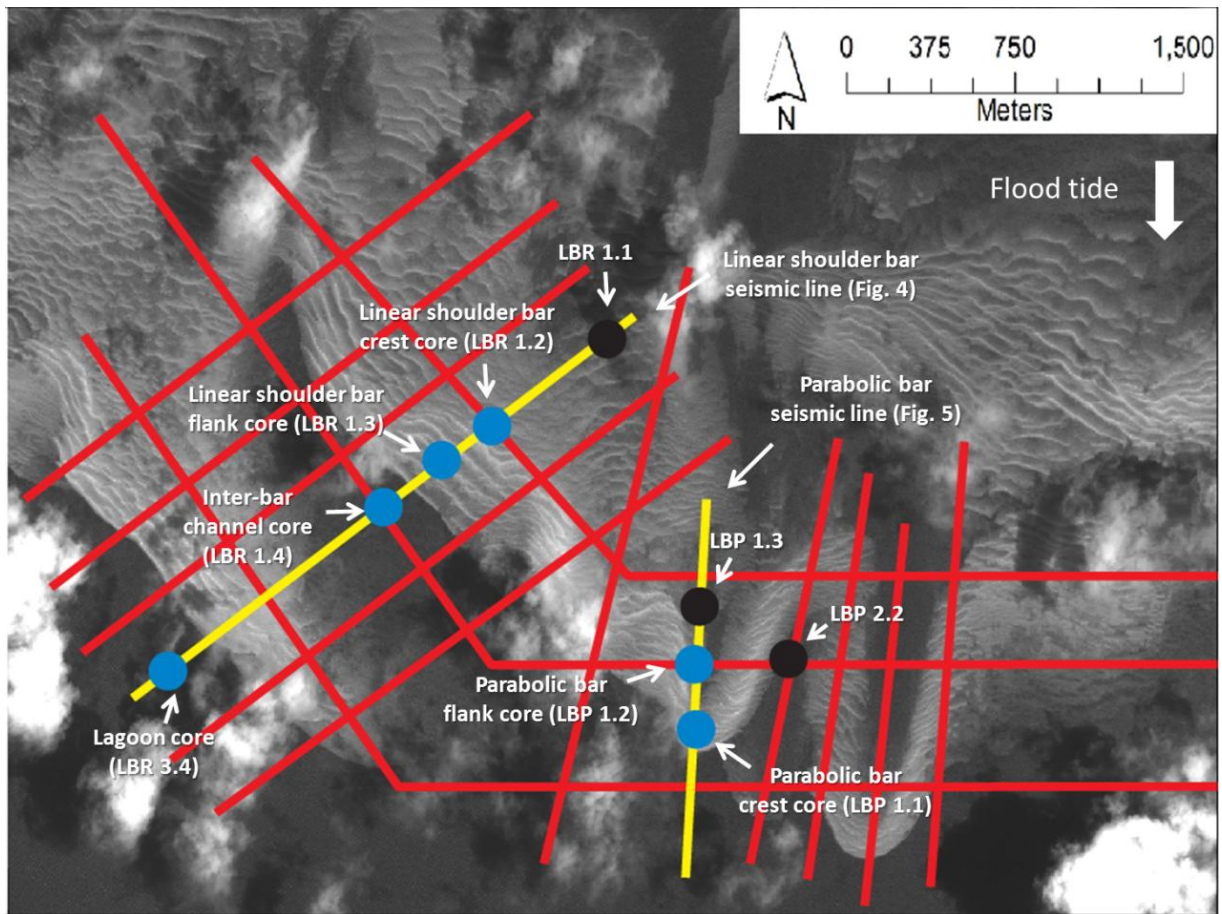 0 375 750 1,500
Meters
N
Flood tide
LBR 1.1
Linear shoulder bar
seismic line (Fig. 4)
Linear shoulder bar
crest core (LBR 1.2)
Linear shoulder bar
flank core (LBR 1.3)
Parabolic bar
seismic line (Fig. 5)
Inter-bar
channel core
(LBR 1.4)
LBP 1.3
LBP 2.2
Parabolic bar
flank core (LBP 1.2)
Lagoon core
(LBR 3.4)
Parabolic bar
crest core (LBP 1.1)